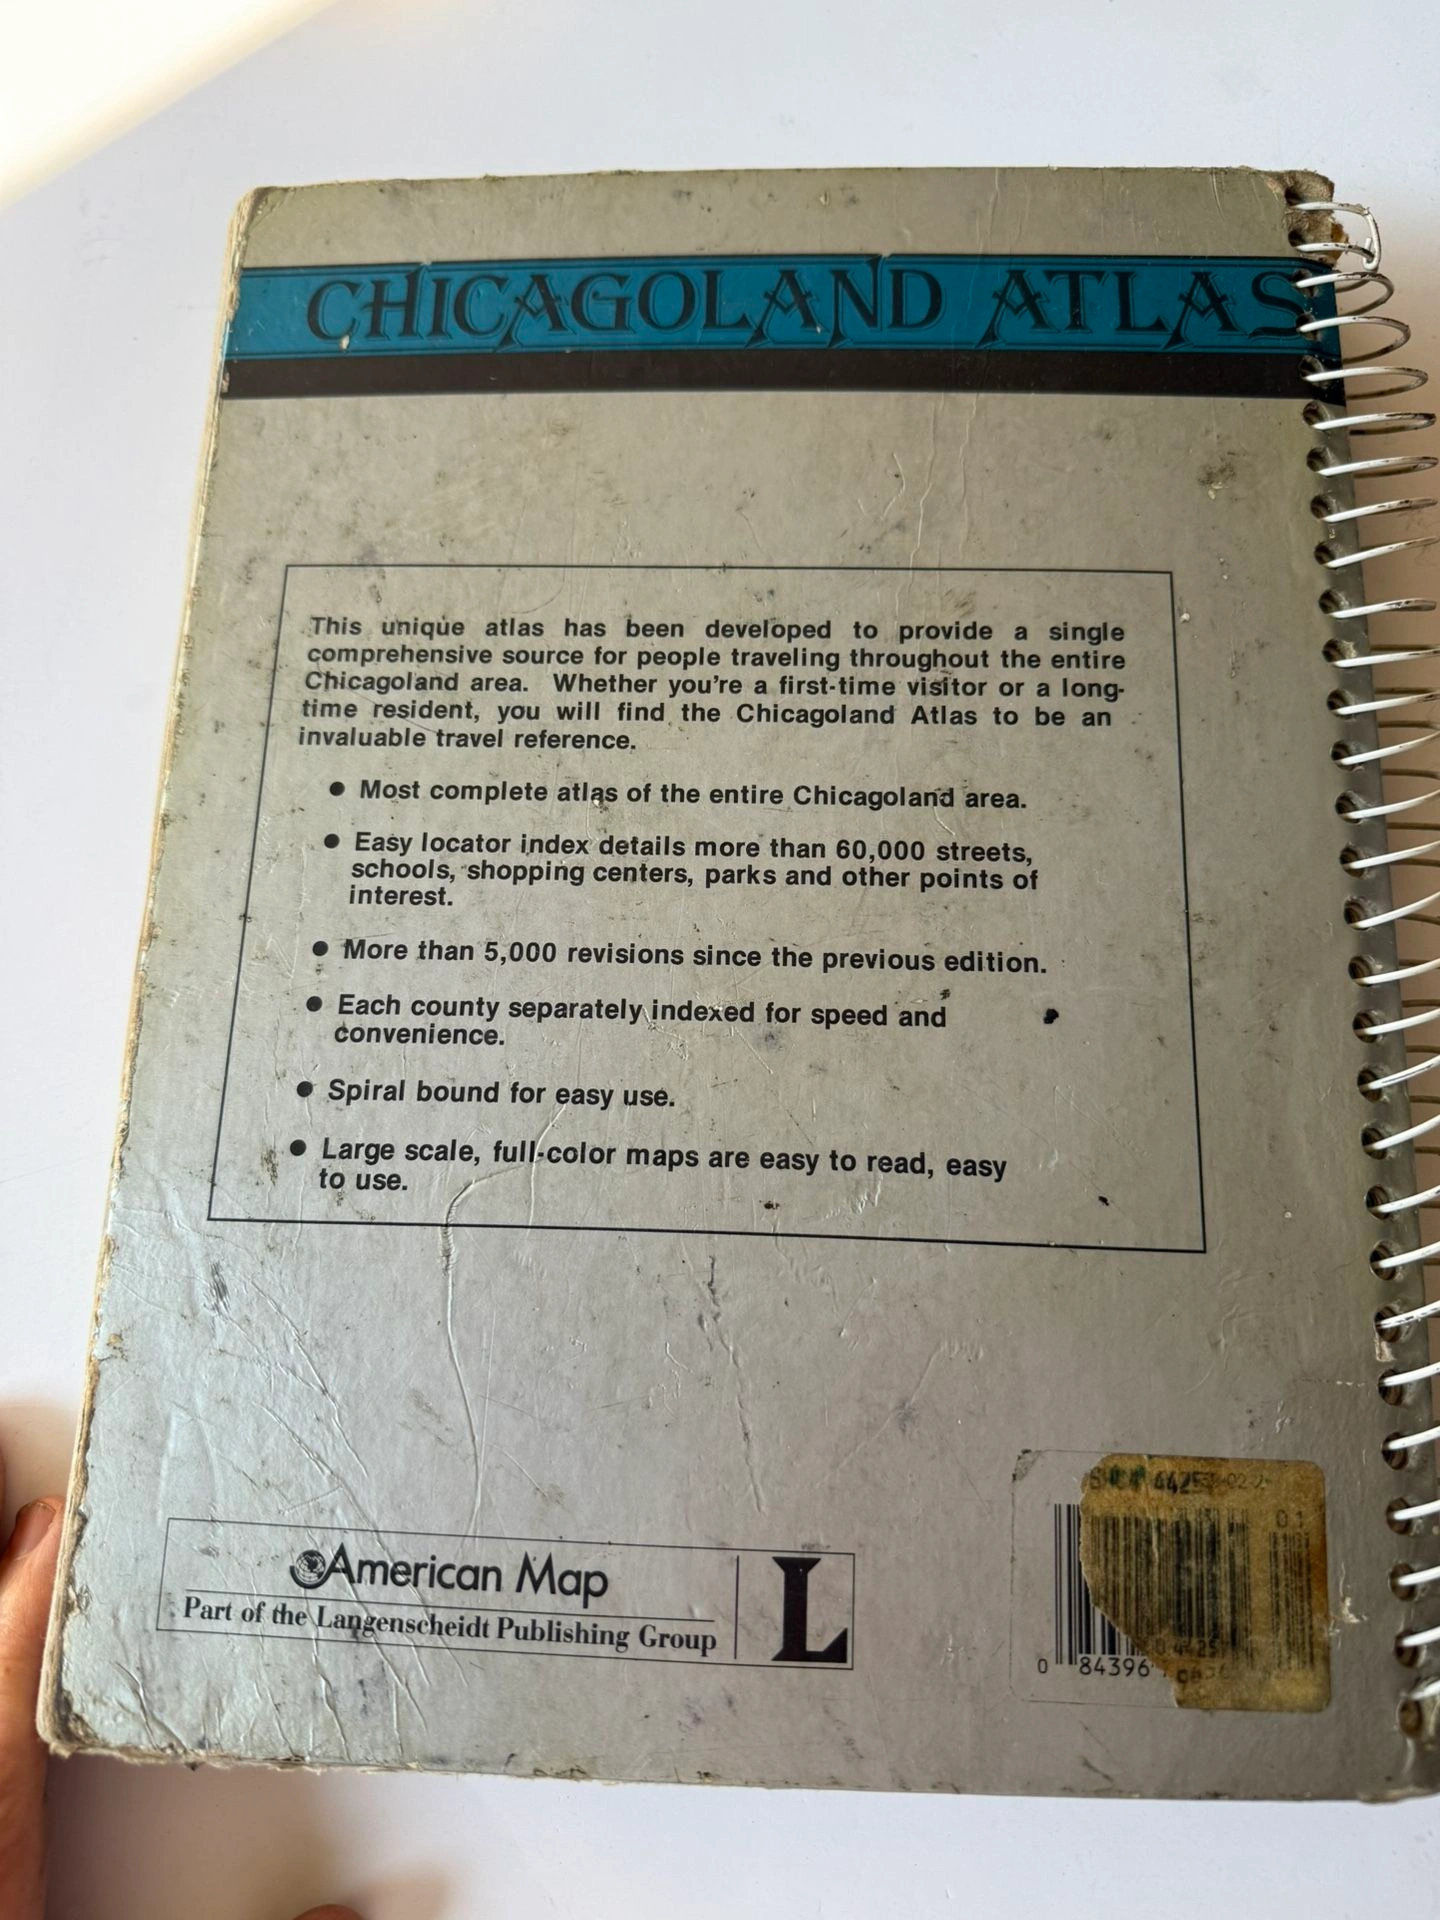 CHICAGOLAND ATLAS
This unique atlas has been developed to provide a single
comprehensive source for people traveling throughout the entire
Chicagoland area. Whether you're a first-time visitor or a long-
time resident, you will find the Chicagoland Atlas to be an
invaluable travel reference.
● Most complete atlas of the entire Chicagoland area.
● Easy locator index details more than 60,000 streets,
schools, shopping centers, parks and other points of
interest.
● More than 5,000 revisions since the previous edition.
● Each county separately indexed for speed and
convenience.
● Spiral bound for easy use.
● Large scale, full-color maps are easy to read, easy
to use.
American Map
Part of the Langenscheidt Publishing Group
L
01
0 84396